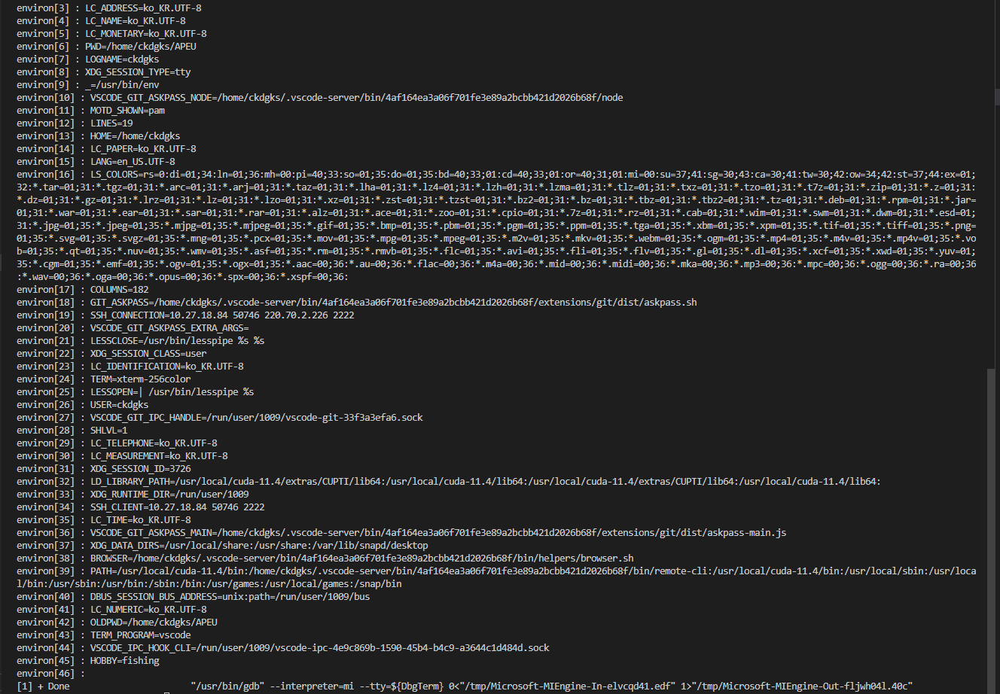 environ[3] : LC_ADDRESS=ko_KR.UTF-8
environ[4] : LC_NAME=ko_KR.UTF-8
environ[5] : LC_MONETARY=ko_KR.UTF-8
environ[6] : PWD=/home/ckdgks/APEU
environ[7] : LOGNAME=ckdgks
environ[8] : XDG_SESSION_TYPE=tty
environ[9] : _=/usr/bin/env
environ[10] : VSCODE_GIT_ASKPASS_NODE=/home/ckdgks/.vscode-server/bin/4af164ea3a06f701fe3e89a2bcbb421d2026b68f/node
environ[11] : MOTD_SHOWN=pam
environ[12] : LINES=19
environ[13] : HOME=/home/ckdgks
environ[14] : LC_PAPER=ko_KR.UTF-8
environ[15] : LANG=en_US.UTF-8
environ[16] : LS_COLORS=rs=0:di=01;34:ln=01;36:mh=00:pi=40;33:so=01;35:do=01;35:bd=40;33;01:cd=40;33;01:or=40;31;01:mi=00:su=37;41:sg=30;43:ca=30;41:tw=30;42:ow=34;42:st=37;44:ex=01;
32:*.tar=01;31:*.tgz=01;31:*.arc=01;31:*.arj=01;31:*.taz=01;31:*.lha=01;31:*.lz4=01;31:*.lzh=01;31:*.lzma=01;31:*.tlz=01;31:*.txz=01;31:*.tzo=01;31:*.t7z=01;31:*.zip=01;31:*.z=01;31:
*.dz=01;31:*.gz=01;31:*.lrz=01;31:*.lz=01;31:*.lzo=01;31:*.xz=01;31:*.zst=01;31:*.tzst=01;31:*.bz2=01;31:*.bz=01;31:*.tbz=01;31:*.tbz2=01;31:*.tz=01;31:*.deb=01;31:*.rpm=01;31:*.jar=
01;31:*.war=01;31:*.ear=01;31:*.sar=01;31:*.rar=01;31:*.alz=01;31:*.ace=01;31:*.zoo=01;31:*.cpio=01;31:*.7z=01;31:*.rz=01;31:*.cab=01;31:*.wim=01;31:*.swm=01;31:*.dwm=01;31:*.esd=01;
31:*.jpg=01;35:*.jpeg=01;35:*.mjpg=01;35:*.mjpeg=01;35:*.gif=01;35:*.bmp=01;35:*.pbm=01;35:*.pgm=01;35:*.ppm=01;35:*.tga=01;35:*.xbm=01;35:*.xpm=01;35:*.tif=01;35:*.tiff=01;35:*.png=
01;35:*.svg=01;35:*.svgz=01;35:*.mng=01;35:*.pcx=01;35:*.mov=01;35:*.mpg=01;35:*.mpeg=01;35:*.m2v=01;35:*.mkv=01;35:*.webm=01;35:*.ogm=01;35:*.mp4=01;35:*.m4v=01;35:*.mp4v=01;35:*.vo
b=01;35:*.qt=01;35:*.nuv=01;35:*.wmv=01;35:*.asf=01;35:*.rm=01;35:*.rmvb=01;35:*.flc=01;35:*.avi=01;35:*.fli=01;35:*.flv=01;35:*.gl=01;35:*.dl=01;35:*.xcf=01;35:*.xwd=01;35:*.yuv=01;
35:*.cgm=01;35:*.emf=01;35:*.ogv=01;35:*.ogx=01;35:*.aac=00;36:*.au=00;36:*.flac=00;36:*.m4a=00;36:*.mid=00;36:*.midi=00;36:*.mka=00;36:*.mp3=00;36:*.mpc=00;36:*.ogg=00;36:*.ra=00;36
:*.wav=00;36:*.oga=00;36:*.opus=00;36:*.spx=00;36:*.xspf=00;36:
environ[17] : COLUMNS=182
environ[18] : GIT_ASKPASS=/home/ckdgks/.vscode-server/bin/4af164ea3a06f701fe3e89a2bcbb421d2026b68f/extensions/git/dist/askpass.sh
environ[19] : SSH_CONNECTION=10.27.18.84 50746 220.70.2.226 2222
environ[20] : VSCODE_GIT_ASKPASS_EXTRA_ARGS=
environ[21] : LESSCLOSE=/usr/bin/lesspipe %s %s
environ[22] : XDG_SESSION_CLASS=user
environ[23] : LC_IDENTIFICATION=ko_KR.UTF-8
environ[24] : TERM=xterm-256color
environ[25] : LESSOPEN=| /usr/bin/lesspipe %s
environ[26] : USER=ckdgks
environ[27] : VSCODE_GIT_IPC_HANDLE=/run/user/1009/vscode-git-33f3a3efa6.sock
environ[28] : SHLVL=1
environ[29] : LC_TELEPHONE=ko_KR.UTF-8
environ[30] : LC_MEASUREMENT=ko_KR.UTF-8
environ[31] : XDG_SESSION_ID=3726
environ[32] : LD_LIBRARY_PATH=/usr/local/cuda-11.4/extras/CUPTI/lib64:/usr/local/cuda-11.4/lib64:/usr/local/cuda-11.4/extras/CUPTI/lib64:/usr/local/cuda-11.4/lib64:
environ[33] : XDG_RUNTIME_DIR=/run/user/1009
environ[34] : SSH_CLIENT=10.27.18.84 50746 2222
environ[35] : LC_TIME=ko_KR.UTF-8
environ[36] : VSCODE_GIT_ASKPASS_MAIN=/home/ckdgks/.vscode-server/bin/4af164ea3a06f701fe3e89a2bcbb421d2026b68f/extensions/git/dist/askpass-main.js
environ[37] : XDG_DATA_DIRS=/usr/local/share:/usr/share:/var/lib/snapd/desktop
environ[38] : BROWSER=/home/ckdgks/.vscode-server/bin/4af164ea3a06f701fe3e89a2bcbb421d2026b68f/bin/helpers/browser.sh
environ[39] : PATH=/usr/local/cuda-11.4/bin:/home/ckdgks/.vscode-server/bin/4af164ea3a06f701fe3e89a2bcbb421d2026b68f/bin/remote-cli:/usr/local/cuda-11.4/bin:/usr/local/sbin:/usr/loca
l/bin:/usr/sbin:/usr/bin:/sbin:/bin:/usr/games:/usr/local/games:/snap/bin
environ[40] : DBUS_SESSION_BUS_ADDRESS=unix:path=/run/user/1009/bus
environ[41] : LC_NUMERIC=ko_KR.UTF-8
environ[42] : OLDPWD=/home/ckdgks/APEU
environ[43] : TERM_PROGRAM=vscode
environ[44] : VSCODE_IPC_HOOK_CLI=/run/user/1009/vscode-ipc-4e9c869b-1590-45b4-b4c9-a3644c1d484d.sock
environ[45] : HOBBY=fishing
environ[46] :
[1] + Done "/usr/bin/gdb" --interpreter=mi --tty=${DbgTerm} 0<"/tmp/Microsoft-MIEngine-In-elvcqd41.edf" 1>"/tmp/Microsoft-MIEngine-Out-fljwh04l.40c"